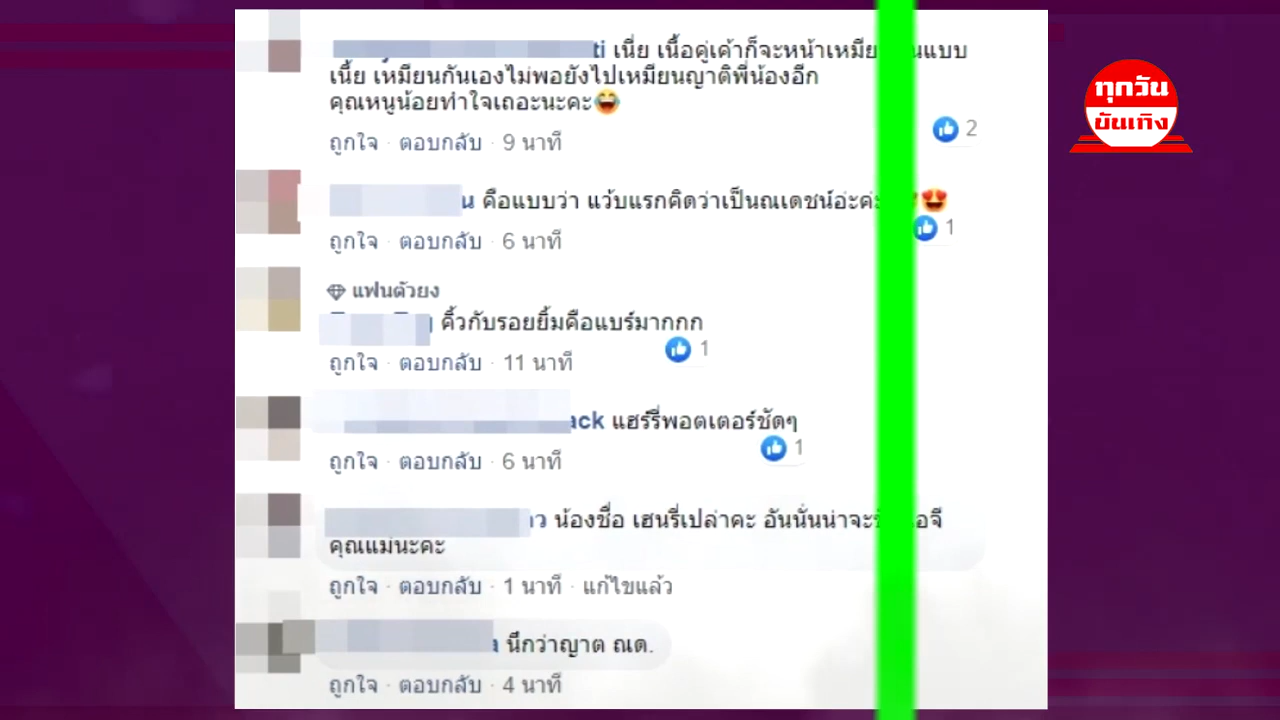 ti เนี่ย เนื้อคู่เค้าก็จะหน้าเหมือนกันแบบ
เนี้ย เหมียนกันเองไม่พอยังไปเหมียนญาติพี่น้องอีก
คุณหนูน้อยทำใจเถอะนะคะ😂
ถูกใจ · ตอบกลับ · 9 นาที
2
น คือแบบว่า แว้บแรกคิดว่าเป็นณเดชน์อ่ะค่ะ 😍
1
ถูกใจ · ตอบกลับ · 6 นาที
แฟนตัวยง
คิ้วกับรอยยิ้มคือแบร์มากกก
1
ถูกใจ · ตอบกลับ · 11 นาที
ack แฮร์รี่พอตเตอร์ชัดๆ
1
ถูกใจ · ตอบกลับ · 6 นาที
าว น้องชื่อ เฮนรี่เปล่าคะ อันนั่นน่าจะ อจี
คุณแม่นะคะ
ถูกใจ · ตอบกลับ · 1 นาที · แก้ไขแล้ว
a นึกว่าญาต ณด.
ถูกใจ · ตอบกลับ · 4 นาที
ทุกวัน
บันเทิง